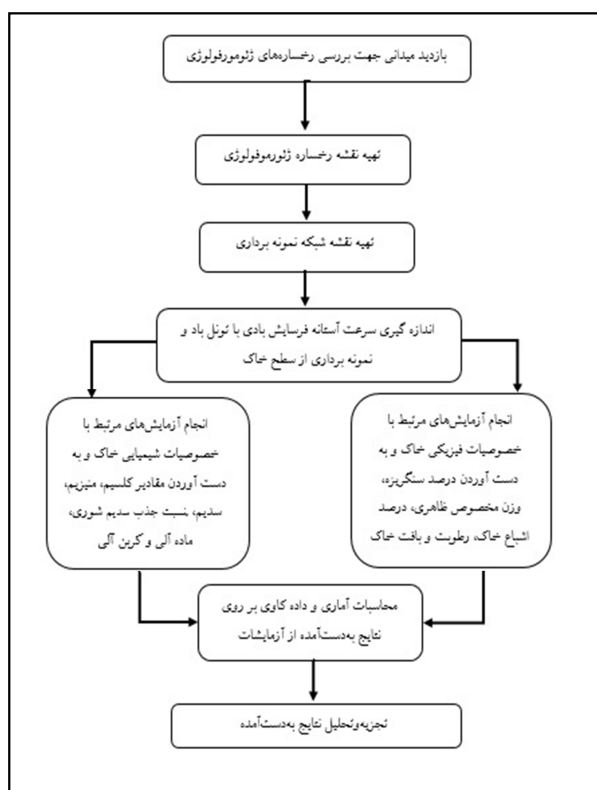 بازدید میدانی جهت بررسی رخساره‌های ژئومورفولوژی
تهیه نقشه رخساره ژئورموفولوژی
تهیه نقشه شبکه نمونه برداری
اندازه گیری سرعت آستانه فرسایش بادی با تونل باد و
نمونه برداری از سطح خاک
انجام آزمایش‌های مرتبط با
خصوصیات فیزیکی خاک و به
دست آوردن درصد سنگریزه،
وزن مخصوص ظاهری، درصد
اشباع خاک، رطوبت و بافت خاک
انجام آزمایش‌های مرتبط با
خصوصیات شیمیایی خاک و به
دست آوردن مقادیر کلسیم، منیزیم،
سدیم، نسبت جذب سدیم شوری،
ماده آلی و کربن آلی
محاسبات آماری و داده کاوی بر روی
نتایج به‌دست‌آمده از آزمایشات
تجزیه‌وتحلیل نتایج به‌دست‌آمده